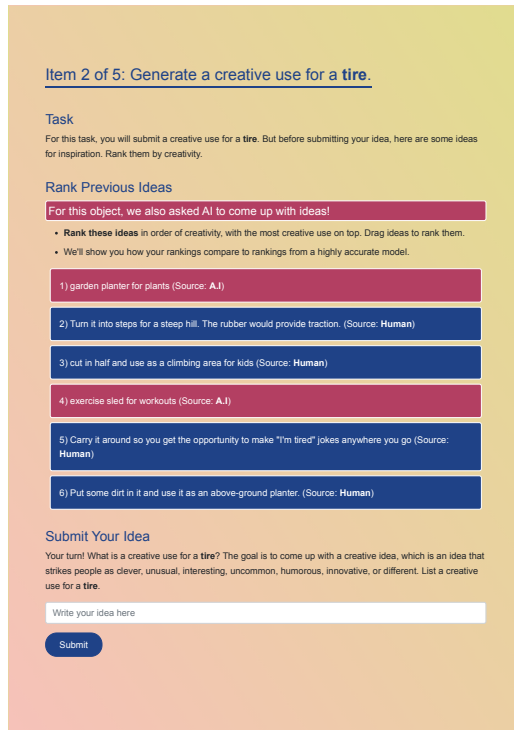 Item 2 of 5: Generate a creative use for a tire.
Task
For this task, you will submit a creative use for a tire. But before submitting your idea, here are some ideas
for inspiration. Rank them by creativity.
Rank Previous Ideas
For this object, we also asked AI to come up with ideas!
• Rank these ideas in order of creativity, with the most creative use on top. Drag ideas to rank them.
• We'll show you how your rankings compare to rankings from a highly accurate model.
1) garden planter for plants (Source: A.I)
2) Turn it into steps for a steep hill. The rubber would provide traction. (Source: Human)
3) cut in half and use as a climbing area for kids (Source: Human)
4) exercise sled for workouts (Source: A.I)
5) Carry it around so you get the opportunity to make "I'm tired" jokes anywhere you go (Source:
Human)
6) Put some dirt in it and use it as an above-ground planter. (Source: Human)
Submit Your Idea
Your turn! What is a creative use for a tire? The goal is to come up with a creative idea, which is an idea that
strikes people as clever, unusual, interesting, uncommon, humorous, innovative, or different. List a creative
use for a tire.
Write your idea here
Submit